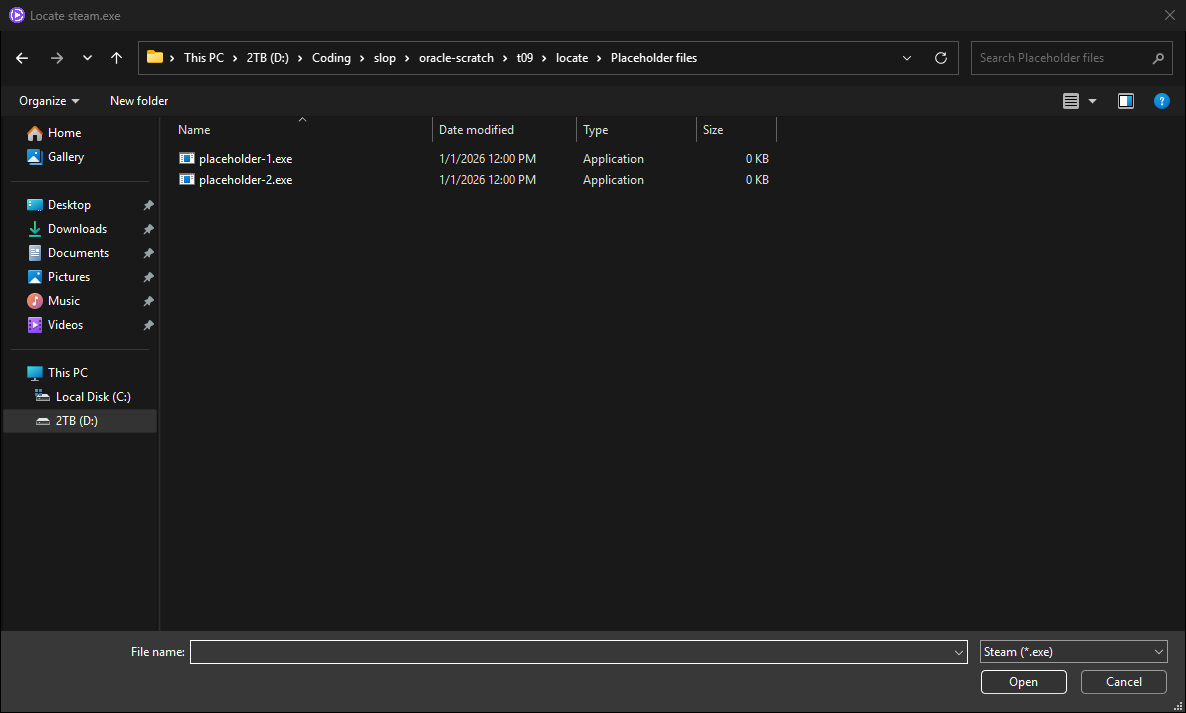 Locate steam.exe
This PC > 2TB (D:) > Coding > slop > oracle-scratch > t09 > locate > Placeholder files
Search Placeholder files
Organize
New folder
Home
Gallery
Desktop
Downloads
Documents
Pictures
Music
Videos
This PC
Local Disk (C:)
2TB (D:)
Name Date modified Type Size
placeholder-1.exe 1/1/2026 12:00 PM Application 0 KB
placeholder-2.exe 1/1/2026 12:00 PM Application 0 KB
File name:
Steam (*.exe)
Open
Cancel